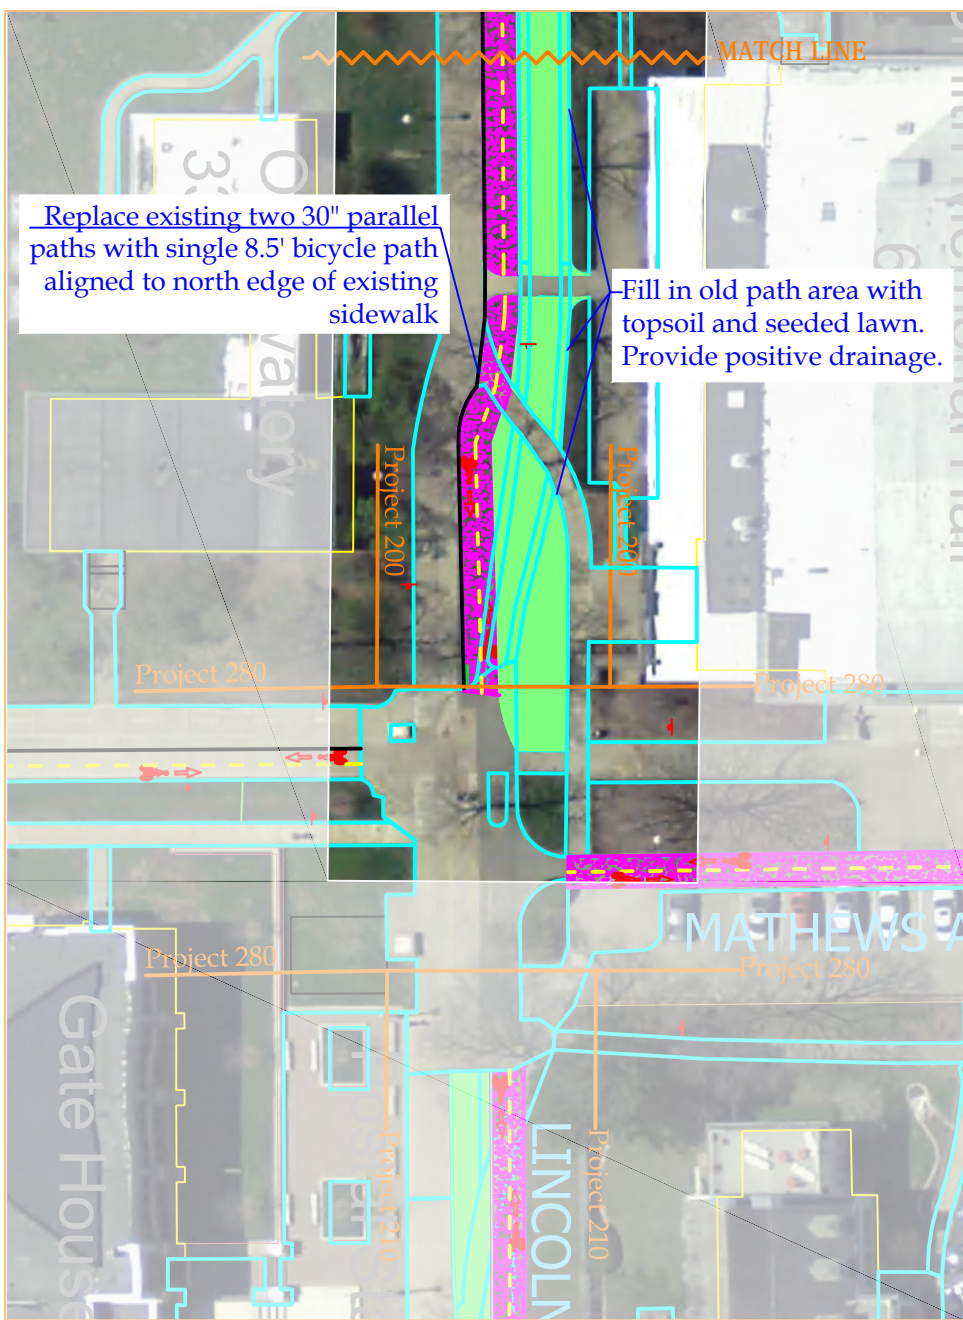 MATCH LINE
Replace existing two 30" parallel
paths with single 8.5' bicycle path
aligned to north edge of existing
sidewalk
Fill in old path area with
topsoil and seeded lawn.
Provide positive drainage.
Project 200
Project 200
Project 280
Project 280
MATHEWS A
Project 280
Project 280
Gate House
LINCOLN
Project 210
Project 210